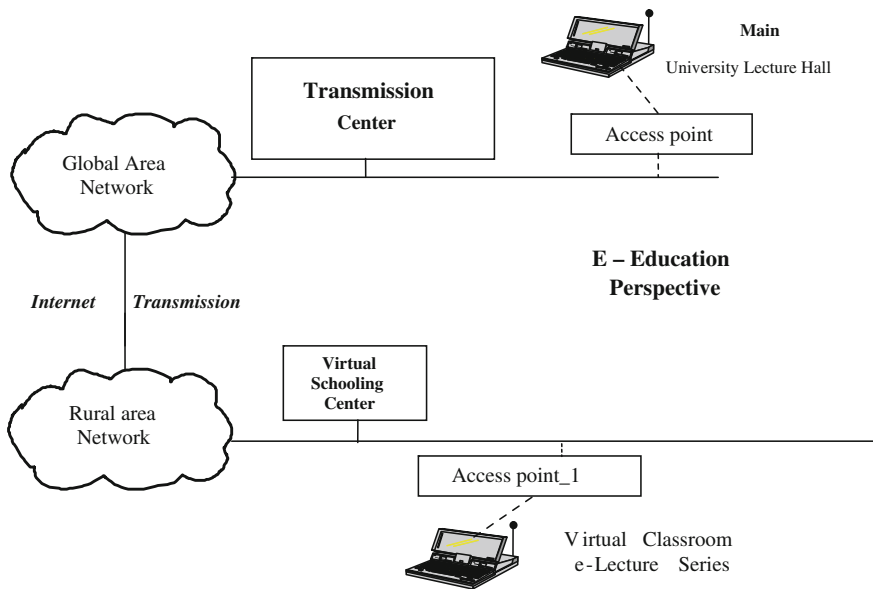 Main
University Lecture Hall
Transmission
Center
Access point
Global Area
Network
E – Education
Perspective
Internet Transmission
Virtual
Schooling
Center
Rural area
Network
Access point_1
Virtual Classroom
e-Lecture Series